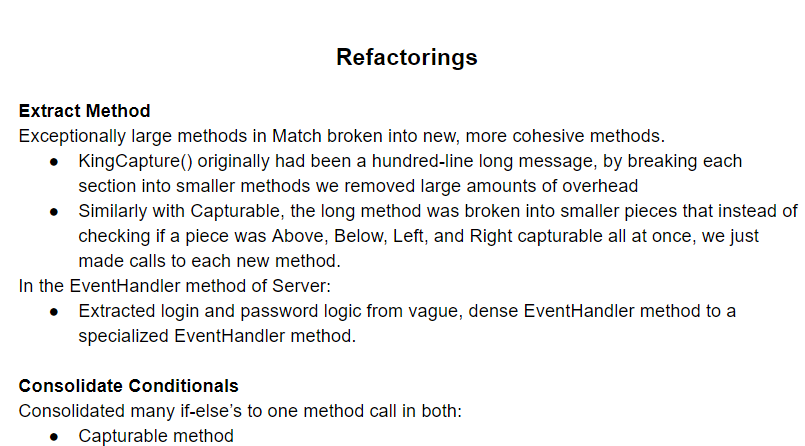 Refactorings
Extract Method
Exceptionally large methods in Match broken into new, more cohesive methods.
● KingCapture() originally had been a hundred-line long message, by breaking each
section into smaller methods we removed large amounts of overhead
● Similarly with Capturable, the long method was broken into smaller pieces that instead of
checking if a piece was Above, Below, Left, and Right capturable all at once, we just
made calls to each new method.
In the EventHandler method of Server:
● Extracted login and password logic from vague, dense EventHandler method to a
specialized EventHandler method.
Consolidate Conditionals
Consolidated many if-else’s to one method call in both:
● Capturable method